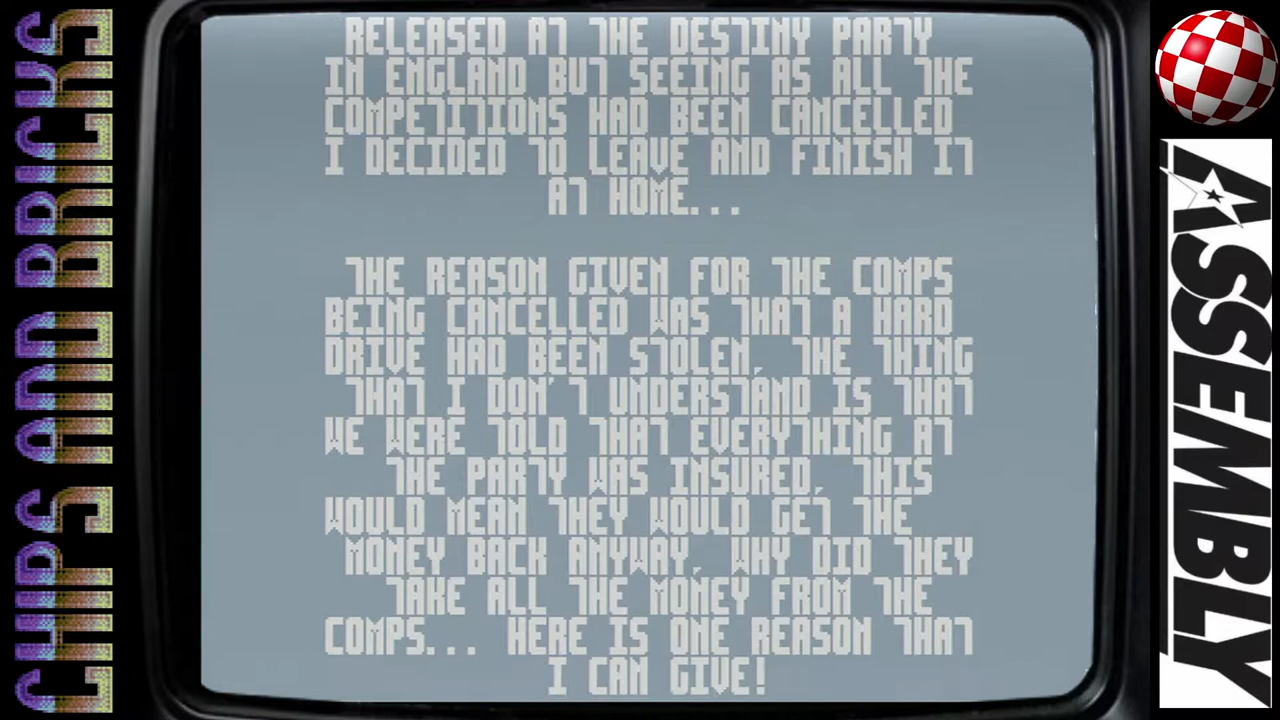 RELEASED AT THE DESTINY PARTY
IN ENGLAND BUT SEEING AS ALL THE
COMPETITIONS HAD BEEN CANCELLED
I DECIDED TO LEAVE AND FINISH IT
AT HOME...
THE REASON GIVEN FOR THE COMPS
BEING CANCELLED WAS THAT A HARD
DRIVE HAD BEEN STOLEN, THE THING
THAT I DON'T UNDERSTAND IS THAT
WE WERE TOLD THAT EVERYTHING AT
THE PARTY WAS INSURED, THIS
WOULD MEAN THEY WOULD GET THE
MONEY BACK ANYWAY, WHY DID THEY
TAKE ALL THE MONEY FROM THE
COMPS... HERE IS ONE REASON THAT
I CAN GIVE!
CHIPS AND BRICKS
ASSEMBLY